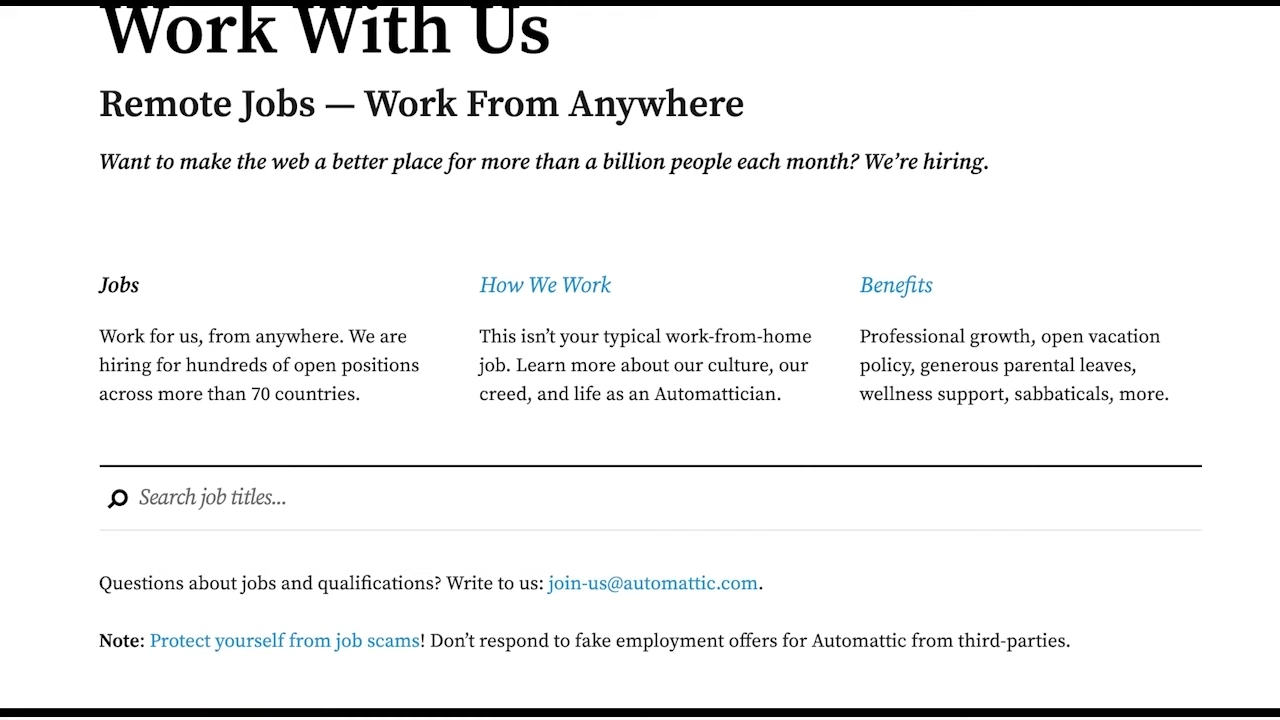 Work With Us
Remote Jobs — Work From Anywhere
Want to make the web a better place for more than a billion people each month? We’re hiring.
Jobs
Work for us, from anywhere. We are
hiring for hundreds of open positions
across more than 70 countries.
How We Work
This isn’t your typical work-from-home
job. Learn more about our culture, our
creed, and life as an Automattician.
Benefits
Professional growth, open vacation
policy, generous parental leaves,
wellness support, sabbaticals, more.
Search job titles...
Questions about jobs and qualifications? Write to us: join-us@automattic.com.
Note: Protect yourself from job scams! Don’t respond to fake employment offers for Automattic from third-parties.